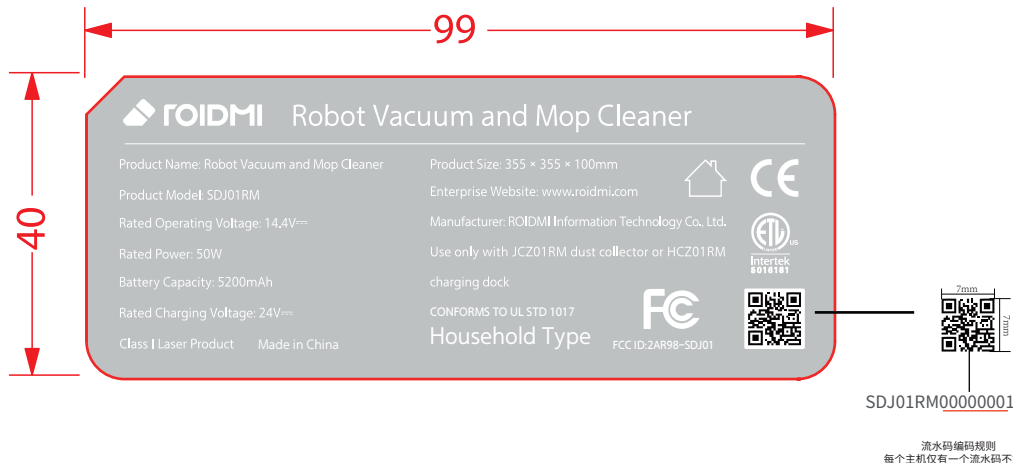 99
40
ROIDMI Robot Vacuum and Mop Cleaner
Product Name: Robot Vacuum and Mop Cleaner
Product Model: SDJ01RM
Rated Operating Voltage: 14.4V⎓
Rated Power: 50W
Battery Capacity: 5200mAh
Rated Charging Voltage: 24V⎓
Class I Laser Product Made in China
Product Size: 355 × 355 × 100mm
Enterprise Website: www.roidmi.com
Manufacturer: ROIDMI Information Technology Co., Ltd.
Use only with JCZ01RM dust collector or HCZ01RM
charging dock
CONFORMS TO UL STD 1017
Household Type
FC
FCC ID:2AR98-SDJ01
CE
ETL US
Intertek
5016181
7mm
7mm
SDJ01RM00000001
流水码编码规则
每个主机仅有一个流水码不